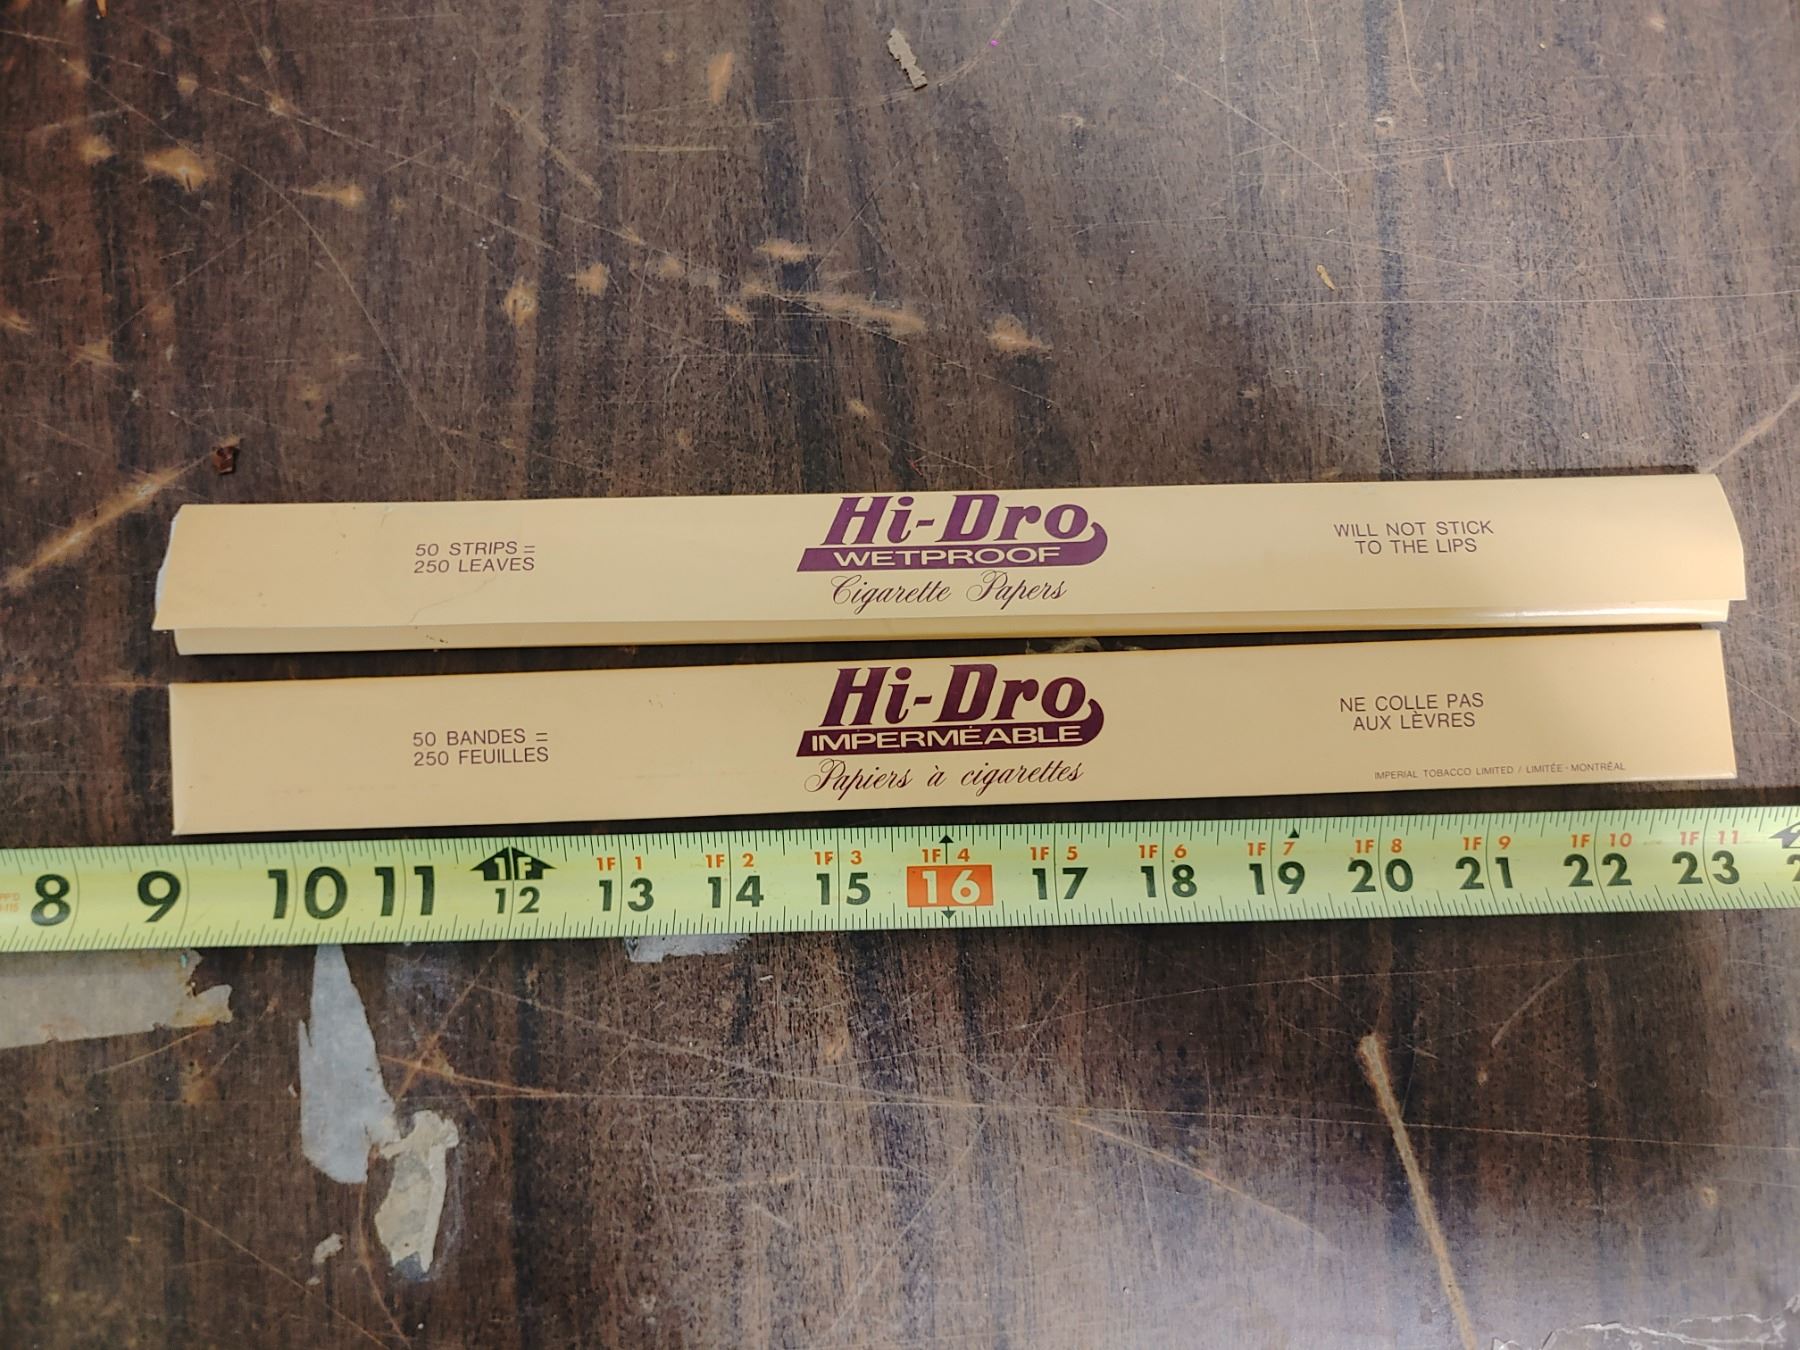 Hi-Dro
WETPROOF
Cigarette Papers
50 STRIPS =
250 LEAVES
WILL NOT STICK
TO THE LIPS
Hi-Dro
IMPERMÉABLE
Papiers à cigarettes
50 BANDES =
250 FEUILLES
NE COLLE PAS
AUX LÈVRES
IMPERIAL TOBACCO LIMITED / LIMITÉE - MONTRÉAL
1F 1F 1 1F 2 1F 3 1F 4 1F 5 1F 6 1F 7 1F 8 1F 9 1F 10 1F 11
8 9 10 11 12 13 14 15 16 17 18 19 20 21 22 23